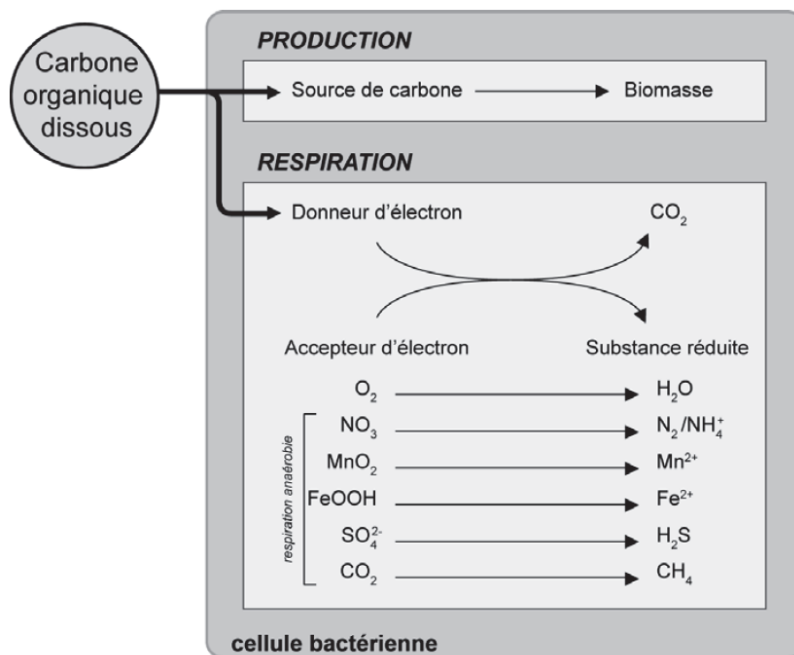 Carbone
organique
dissous
PRODUCTION
Source de carbone → Biomasse
RESPIRATION
Donneur d'électron CO₂
Accepteur d'électron Substance réduite
O₂ → H₂O
NO₃ → N₂/NH₄⁺
MnO₂ → Mn²⁺
FeOOH → Fe²⁺
SO₄²⁻ → H₂S
CO₂ → CH₄
respiration anaérobie
cellule bactérienne